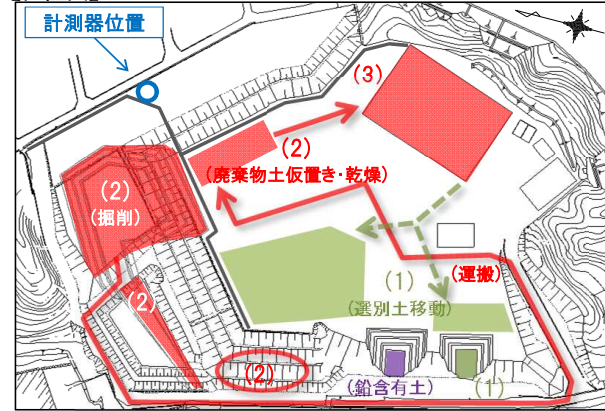 計測器位置
(3)
(2)
(廃棄物土仮置き・乾燥)
(2)
(掘削)
(2)
(1)
(選別土移動)
(運搬)
(2)
(鉛含有土)
(1)